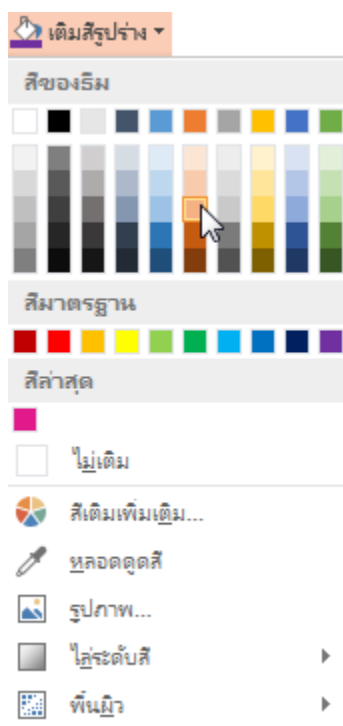 เติมสีรูปร่าง
สีของธีม
สีมาตรฐาน
สีล่าสุด
ไม่เติม
สีเติมเพิ่มเติม...
หลอดดูดสี
รูปภาพ...
ไล่ระดับสี
พื้นผิว